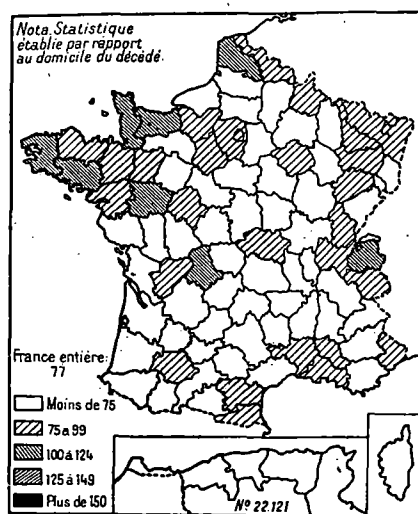 Nota. Statistique
établie par rapport
au domicile du décédé.
France entière:
77
Moins de 75
75 a 99
100 à 124
125 à 149
Plus de 150
Nº 22.121